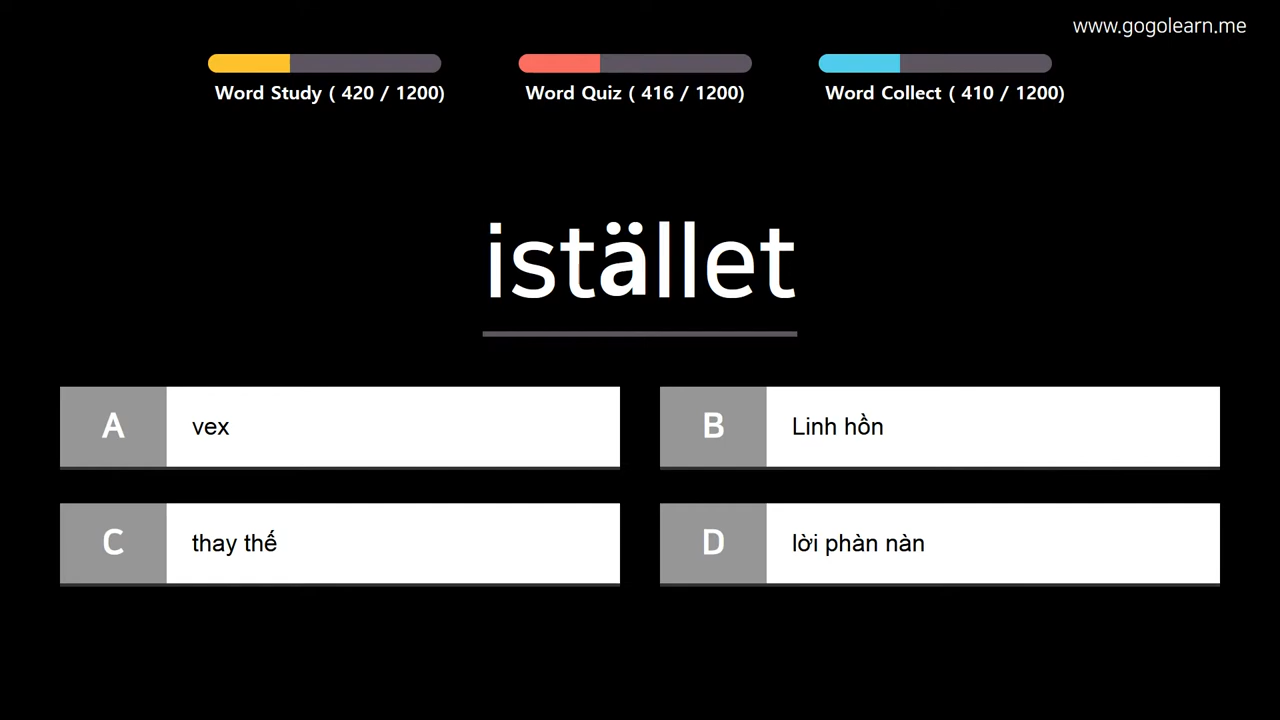 www.gogolearn.me
Word Study ( 420 / 1200)
Word Quiz ( 416 / 1200)
Word Collect ( 410 / 1200)
istället
A vex
B Linh hồn
C thay thế
D lời phàn nàn